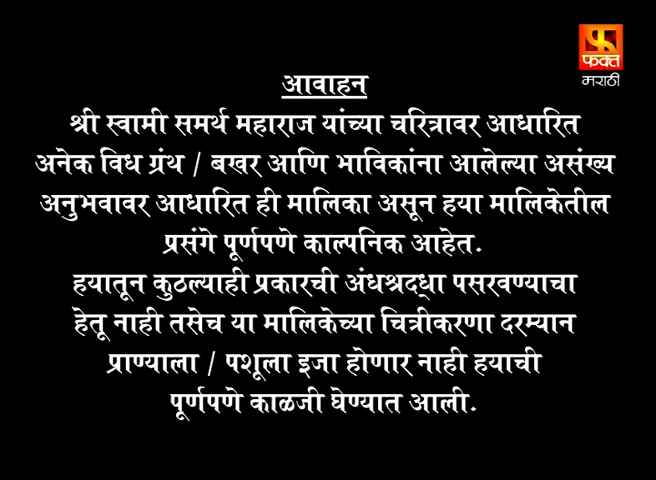 फक्त
मराठी
आवाहन
श्री स्वामी समर्थ महाराज यांच्या चरित्रावर आधारित
अनेक विध ग्रंथ / बखर आणि भाविकांना आलेल्या असंख्य
अनुभवावर आधारित ही मालिका असून हया मालिकेतील
प्रसंगे पूर्णपणे काल्पनिक आहेत.
हयातून कुठल्याही प्रकारची अंधश्रद्धा पसरवण्याचा
हेतू नाही तसेच या मालिकेच्या चित्रीकरणा दरम्यान
प्राण्याला / पशूला इजा होणार नाही हयाची
पूर्णपणे काळजी घेण्यात आली.